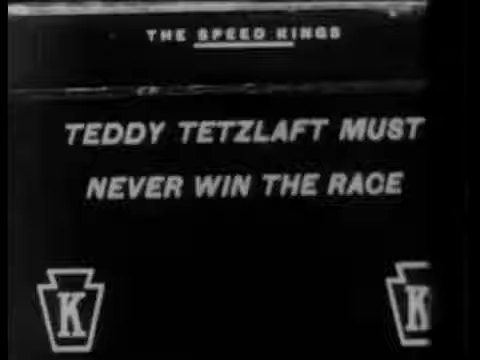 THE SPEED KINGS
TEDDY TETZLAFT MUST
NEVER WIN THE RACE
K K